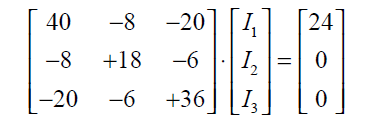 40 −8 −20 I₁ 24
−8 +18 −6 · I₂ = 0
−20 −6 +36 I₃ 0